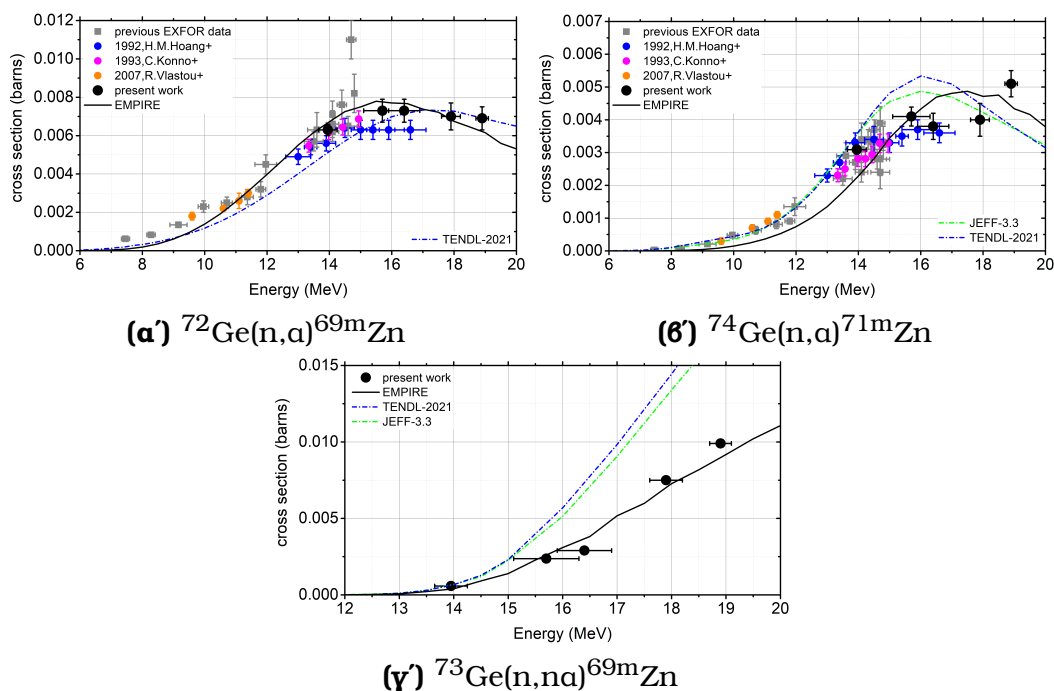 0.012
0.010
0.008
0.006
0.004
0.002
0.000
cross section (barns)
previous EXFOR data
1992,H.M.Hoang+
1993,C.Konno+
2007,R.Vlastou+
present work
EMPIRE
TENDL-2021
6 8 10 12 14 16 18 20
Energy (MeV)
(α′) ⁷²Ge(n,α)⁶⁹ᵐZn
0.007
0.006
0.005
0.004
0.003
0.002
0.001
0.000
cross section (barns)
previous EXFOR data
1992,H.M.Hoang+
1993,C.Konno+
2007,R.Vlastou+
present work
EMPIRE
JEFF-3.3
TENDL-2021
6 8 10 12 14 16 18 20
Energy (Mev)
(β′) ⁷⁴Ge(n,α)⁷¹ᵐZn
0.015
0.010
0.005
0.000
cross section (barns)
present work
EMPIRE
TENDL-2021
JEFF-3.3
12 13 14 15 16 17 18 19 20
Energy (MeV)
(γ′) ⁷³Ge(n,nα)⁶⁹ᵐZn